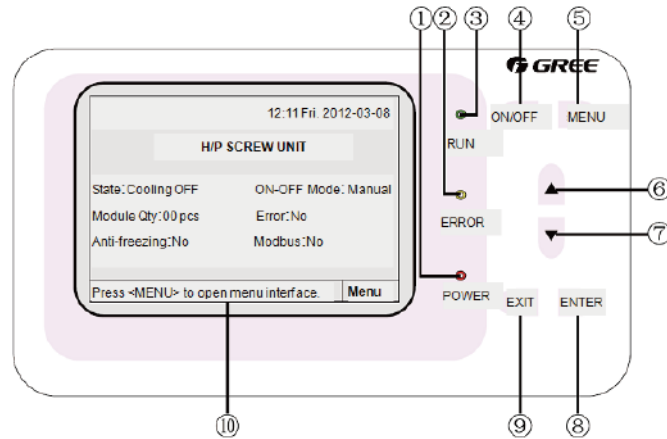 ① ② ③ ④ ⑤
GREE
12:11 Fri. 2012-03-08
ON/OFF MENU
RUN
H/P SCREW UNIT
State:Cooling OFF ON-OFF Mode: Manual
⑥
Module Qty:00 pcs Error:No
ERROR
⑦
Anti-freezing:No Modbus:No
Press <MENU> to open menu interface. Menu
POWER
EXIT ENTER
⑩ ⑨ ⑧